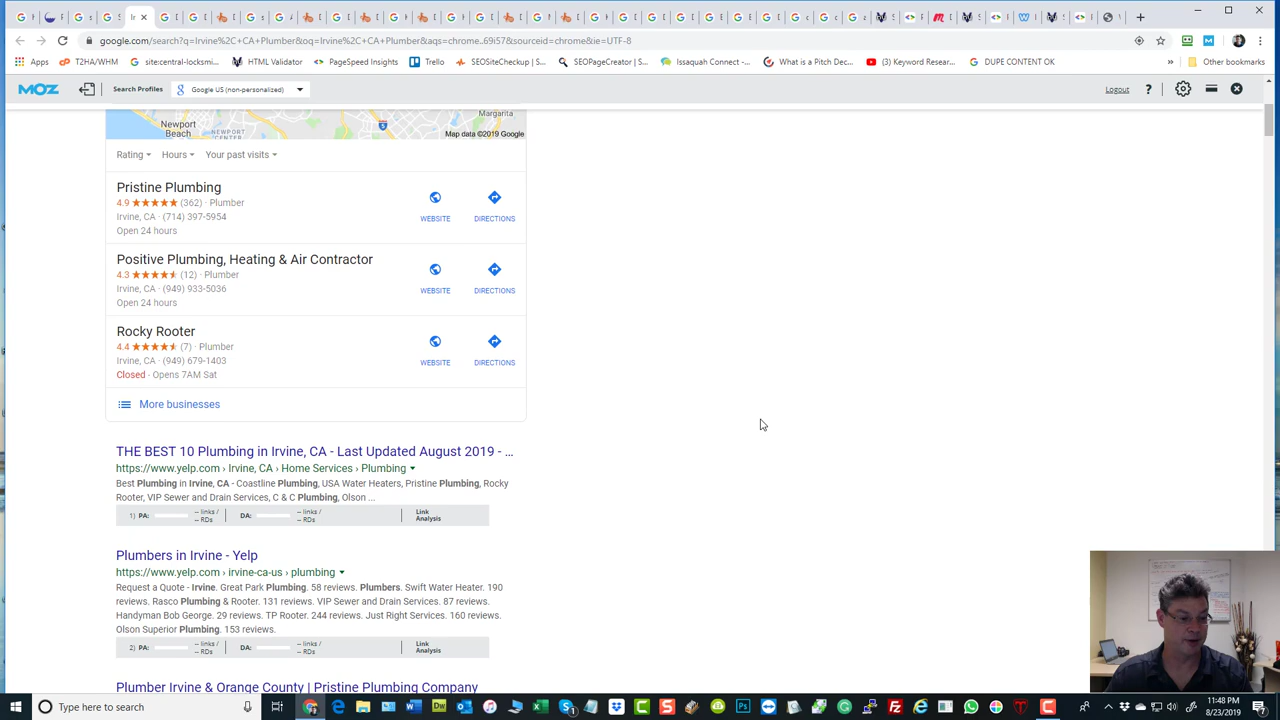 google.com/search?q=Irvine%2C+CA+Plumber&oq=Irvine%2C+CA+Plumber&aqs=chrome..69i57&sourceid=chrome&ie=UTF-8
Apps T2HA/WHM site:central-locksmi... HTML Validator PageSpeed Insights Trello SEOSiteCheckup | S... SEOPageCreator | S... Issaquah Connect -... What is a Pitch Dec... (3) Keyword Resear... DUPE CONTENT OK » Other bookmarks
MOZ Search Profiles Google US (non-personalized) Logout ?
Newport Beach NEWPORT CENTER Margarita
Map data ©2019 Google
Rating Hours Your past visits
Pristine Plumbing
4.9 (362) · Plumber
Irvine, CA · (714) 397-5954
WEBSITE DIRECTIONS
Open 24 hours
Positive Plumbing, Heating & Air Contractor
4.3 (12) · Plumber
Irvine, CA · (949) 933-5036
WEBSITE DIRECTIONS
Open 24 hours
Rocky Rooter
4.4 (7) · Plumber
Irvine, CA · (949) 679-1403
WEBSITE DIRECTIONS
Closed · Opens 7AM Sat
More businesses
THE BEST 10 Plumbing in Irvine, CA - Last Updated August 2019 - ...
https://www.yelp.com › Irvine, CA › Home Services › Plumbing
Best Plumbing in Irvine, CA - Coastline Plumbing, USA Water Heaters, Pristine Plumbing, Rocky
Rooter, VIP Sewer and Drain Services, C & C Plumbing, Olson ...
1) PA: -- links / -- RDs DA: -- links / -- RDs Link Analysis
Plumbers in Irvine - Yelp
https://www.yelp.com › irvine-ca-us › plumbing
Request a Quote - Irvine. Great Park Plumbing. 58 reviews. Plumbers. Swift Water Heater. 190
reviews. Rasco Plumbing & Rooter. 131 reviews. VIP Sewer and Drain Services. 87 reviews.
Handyman Bob George. 29 reviews. TP Rooter. 244 reviews. Just Right Services. 160 reviews.
Olson Superior Plumbing. 153 reviews.
2) PA: -- links / -- RDs DA: -- links / -- RDs Link Analysis
Plumber Irvine & Orange County | Pristine Plumbing Company
Type here to search
11:48 PM
8/23/2019